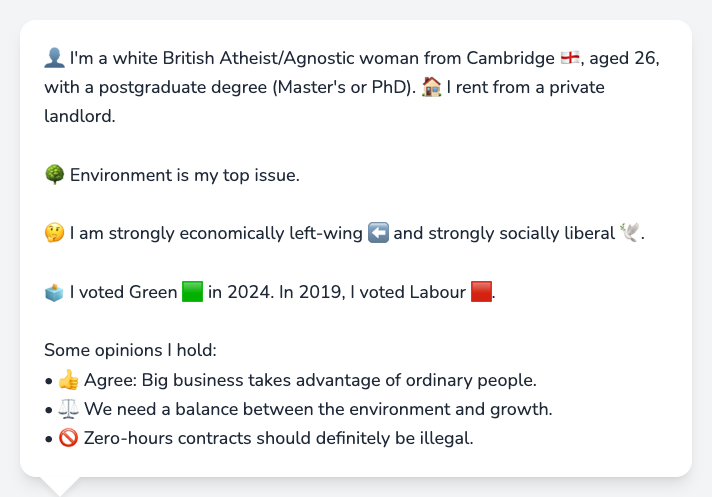 👤 I'm a white British Atheist/Agnostic woman from Cambridge 🏴󠁧󠁢󠁥󠁮󠁧󠁿, aged 26,
with a postgraduate degree (Master's or PhD). 🏠 I rent from a private
landlord.
🌳 Environment is my top issue.
🤔 I am strongly economically left-wing ⬅️ and strongly socially liberal 🕊️.
🗳️ I voted Green 🟩 in 2024. In 2019, I voted Labour 🟥.
Some opinions I hold:
• 👍 Agree: Big business takes advantage of ordinary people.
• ⚖️ We need a balance between the environment and growth.
• 🚫 Zero-hours contracts should definitely be illegal.